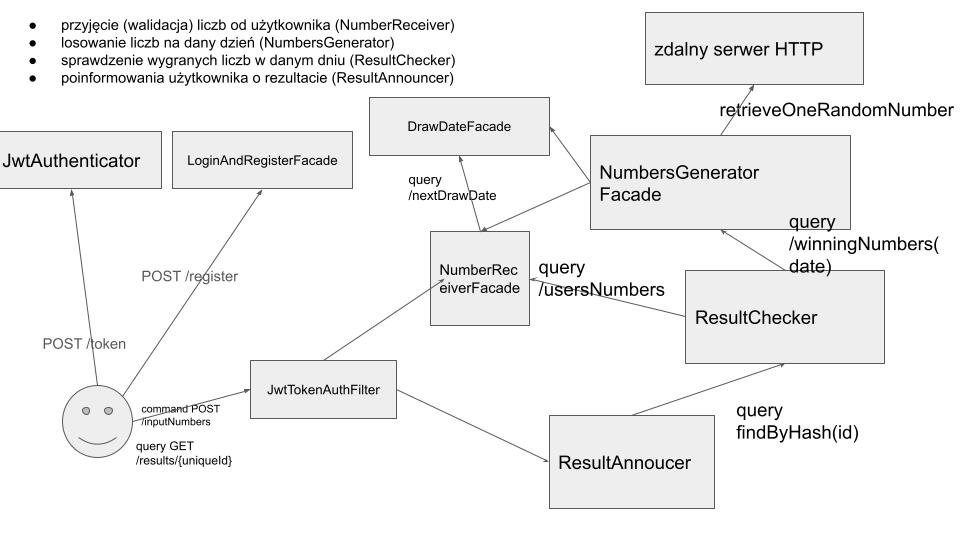 ● przyjęcie (walidacja) liczb od użytkownika (NumberReceiver)
● losowanie liczb na dany dzień (NumbersGenerator)
● sprawdzenie wygranych liczb w danym dniu (ResultChecker)
● poinformowania użytkownika o rezultacie (ResultAnnouncer)
zdalny serwer HTTP
retrieveOneRandomNumber
DrawDateFacade
JwtAuthenticator
LoginAndRegisterFacade
NumbersGenerator
Facade
query
/nextDrawDate
query
/winningNumbers(
date)
NumberRec
eiverFacade
query
/usersNumbers
POST /register
ResultChecker
POST /token
JwtTokenAuthFilter
command POST
/inputNumbers
query GET
/results/{uniqueId}
query
findByHash(id)
ResultAnnoucer